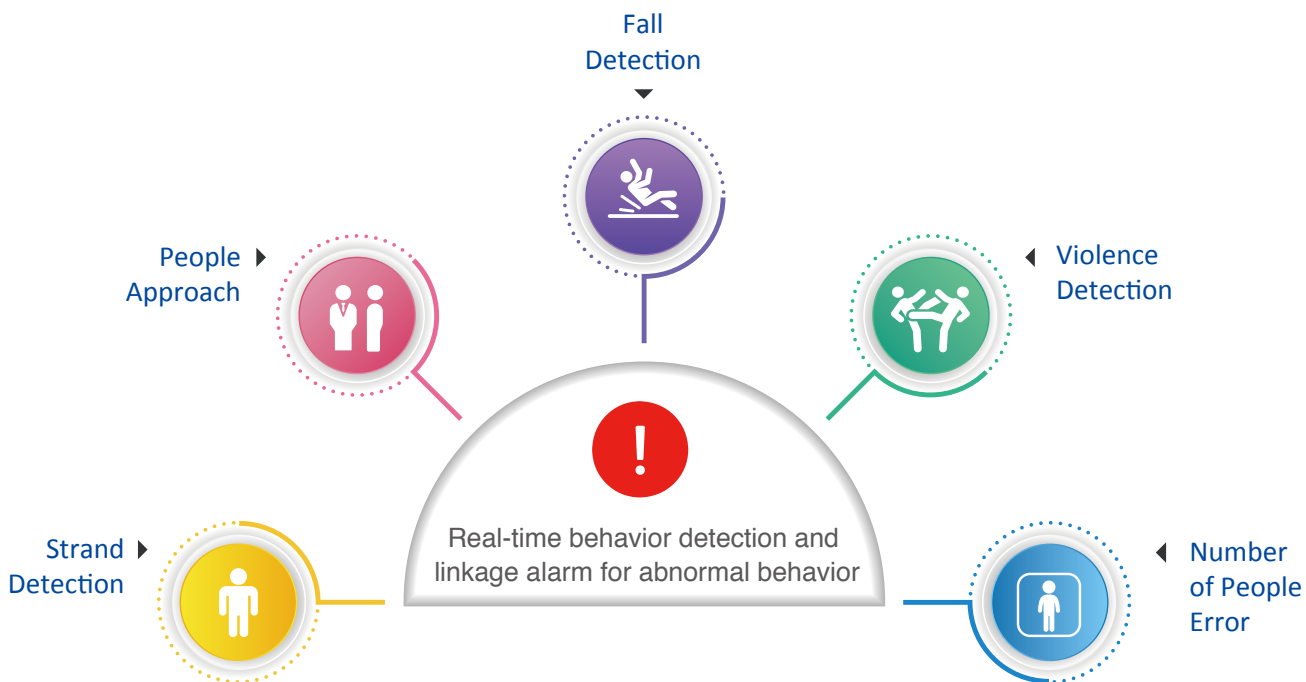 Fall
Detection
People
Approach
Violence
Detection
!
Real-time behavior detection and
linkage alarm for abnormal behavior
Strand
Detection
Number
of People
Error